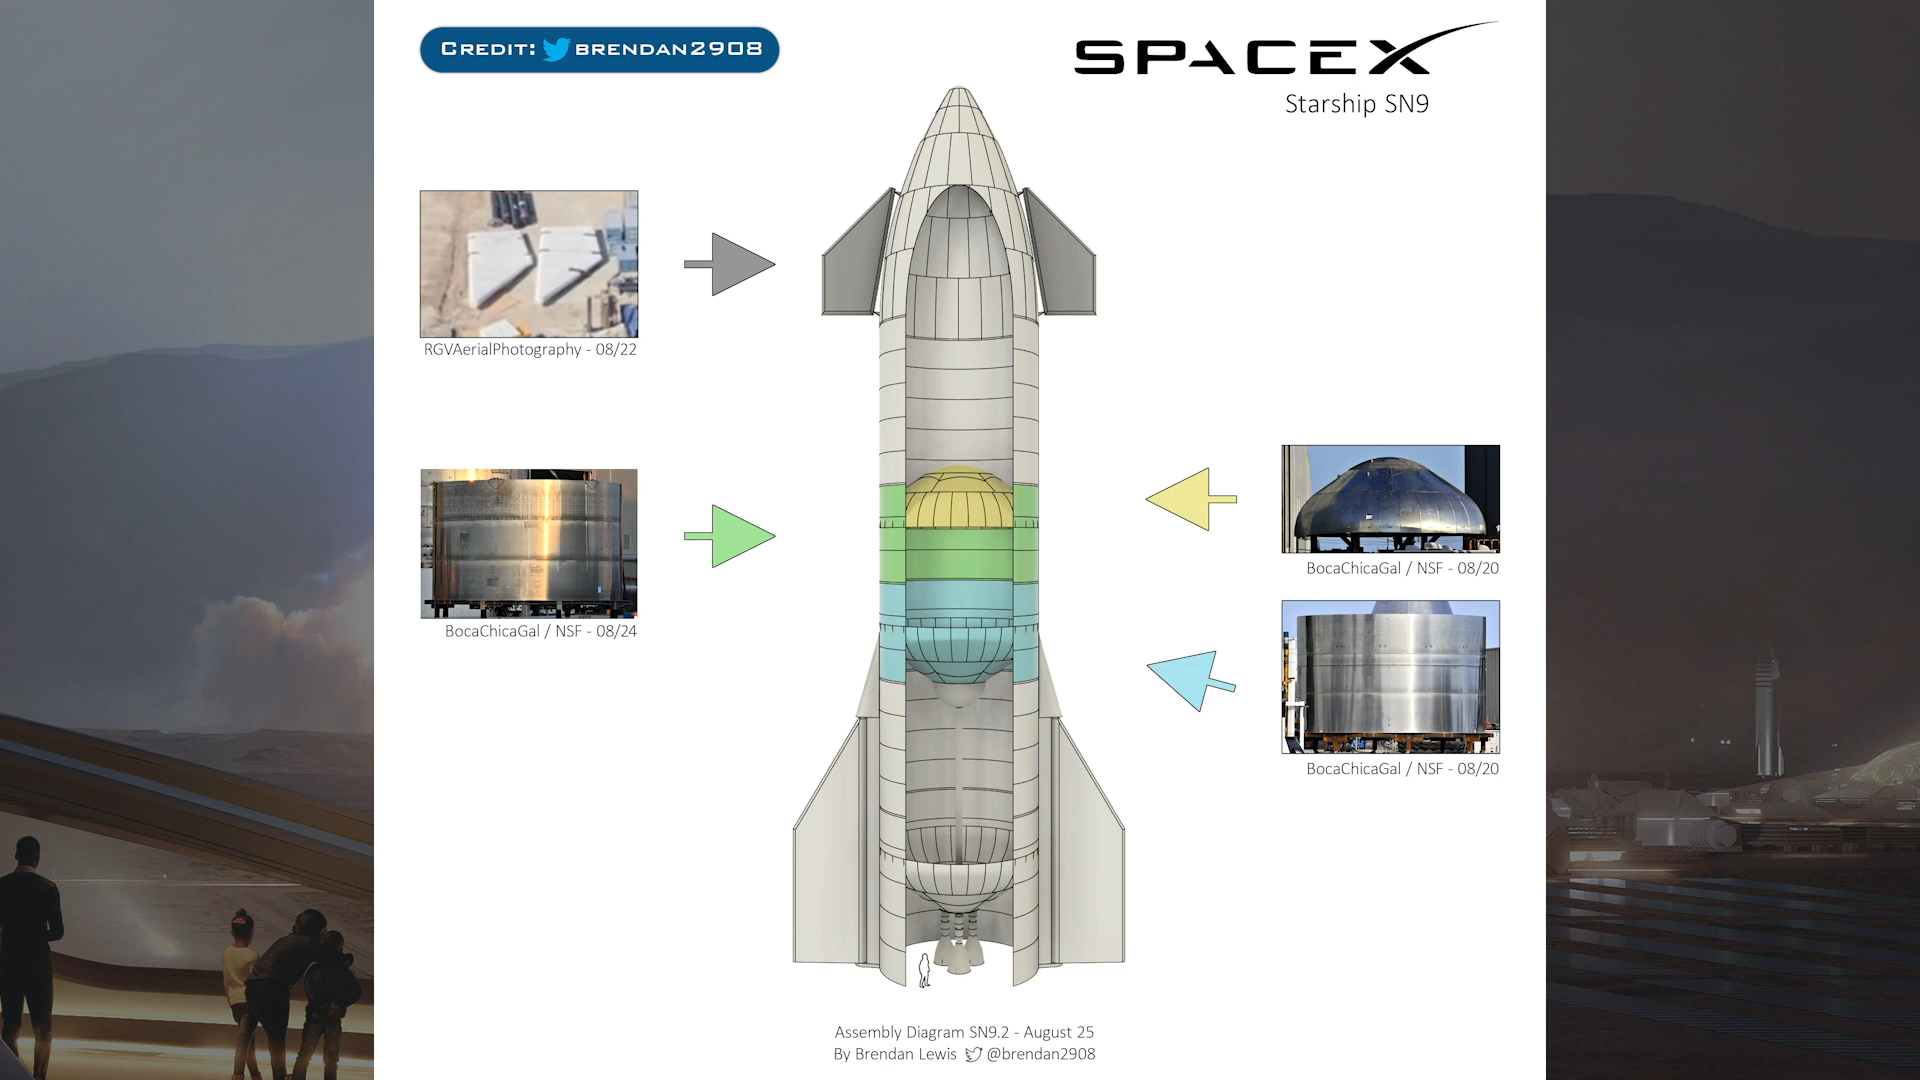 CREDIT: BRENDAN2908
SPACEX
Starship SN9
RGVAerialPhotography - 08/22
BocaChicaGal / NSF - 08/24
BocaChicaGal / NSF - 08/20
BocaChicaGal / NSF - 08/20
Assembly Diagram SN9.2 - August 25
By Brendan Lewis @brendan2908